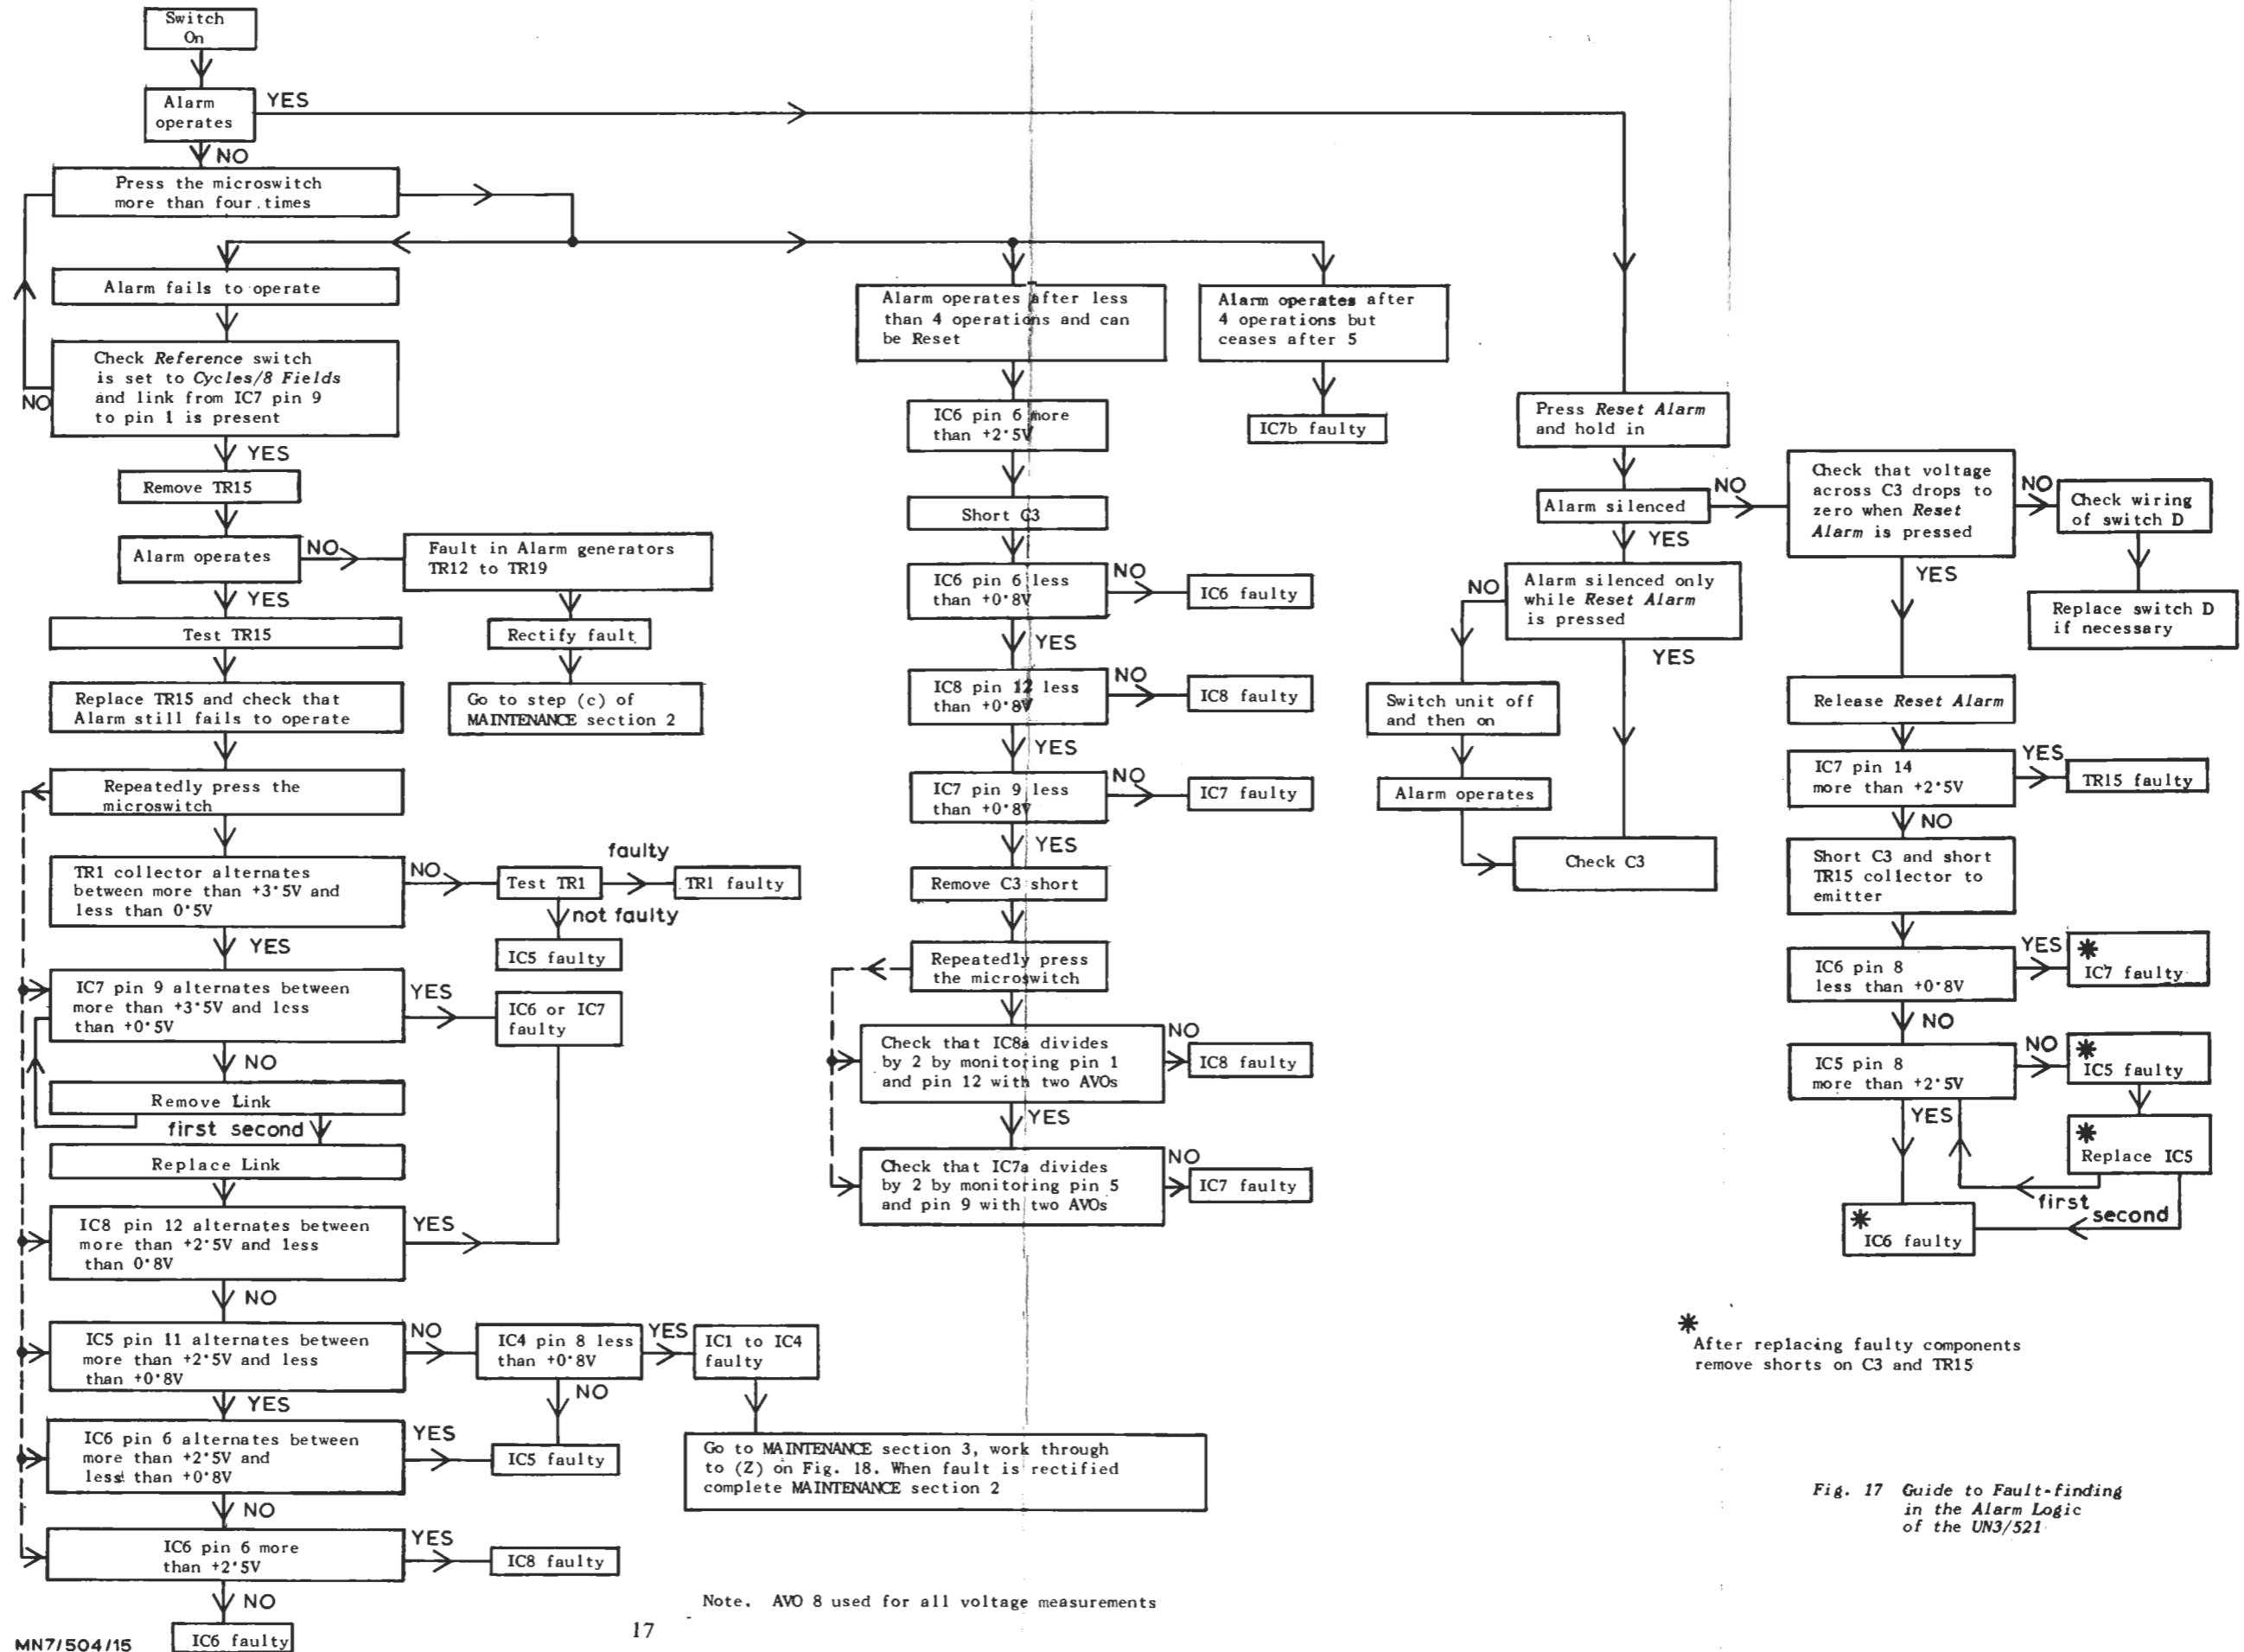 Switch
On
Alarm
operates
YES
NO
Press the microswitch
more than four times
Alarm fails to operate
Check Reference switch
is set to Cycles/8 Fields
and link from IC7 pin 9
to pin 1 is present
NO
YES
Remove TR15
Alarm operates
NO
Fault in Alarm generators
TR12 to TR19
Rectify fault
Go to step (c) of
MAINTENANCE section 2
YES
Test TR15
Replace TR15 and check that
Alarm still fails to operate
Repeatedly press the
microswitch
TR1 collector alternates
between more than +3·5V and
less than 0·5V
NO
Test TR1
faulty
TR1 faulty
not faulty
IC5 faulty
YES
IC7 pin 9 alternates between
more than +3·5V and less
than +0·5V
YES
IC6 or IC7
faulty
NO
Remove Link
first second
Replace Link
IC8 pin 12 alternates between
more than +2·5V and less
than 0·8V
YES
NO
IC5 pin 11 alternates between
more than +2·5V and less
than +0·8V
NO
IC4 pin 8 less
than +0·8V
YES
IC1 to IC4
faulty
NO
YES
IC6 pin 6 alternates between
more than +2·5V and
less than +0·8V
YES
IC5 faulty
Go to MAINTENANCE section 3, work through
to (Z) on Fig. 18. When fault is rectified
complete MAINTENANCE section 2
NO
IC6 pin 6 more
than +2·5V
YES
IC8 faulty
NO
IC6 faulty
Alarm operates after less
than 4 operations and can
be Reset
IC6 pin 6 more
than +2·5V
Short C3
IC6 pin 6 less
than +0·8V
NO
IC6 faulty
YES
IC8 pin 12 less
than +0·8V
NO
IC8 faulty
YES
IC7 pin 9 less
than +0·8V
NO
IC7 faulty
YES
Remove C3 short
Repeatedly press
the microswitch
Check that IC8a divides
by 2 by monitoring pin 1
and pin 12 with two AVOs
NO
IC8 faulty
YES
Check that IC7a divides
by 2 by monitoring pin 5
and pin 9 with two AVOs
NO
IC7 faulty
Alarm operates after
4 operations but
ceases after 5
IC7b faulty
Press Reset Alarm
and hold in
Alarm silenced
NO
YES
Alarm silenced only
while Reset Alarm
is pressed
NO
YES
Switch unit off
and then on
Alarm operates
Check C3
Check that voltage
across C3 drops to
zero when Reset
Alarm is pressed
NO
Check wiring
of switch D
Replace switch D
if necessary
YES
Release Reset Alarm
IC7 pin 14
more than +2·5V
YES
TR15 faulty
NO
Short C3 and short
TR15 collector to
emitter
IC6 pin 8
less than +0·8V
YES
* IC7 faulty
NO
IC5 pin 8
more than +2·5V
NO
* IC5 faulty
YES
* Replace IC5
first
second
* IC6 faulty
*
After replacing faulty components
remove shorts on C3 and TR15
Fig. 17 Guide to Fault-finding
in the Alarm Logic
of the UN3/521
Note. AVO 8 used for all voltage measurements
17
MN7/504/15